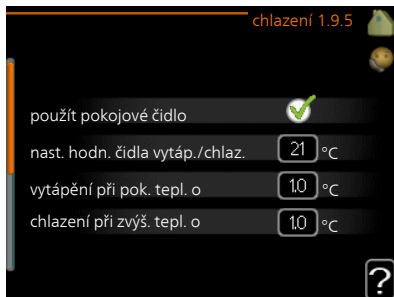 chlazení 1.9.5
použít pokojové čidlo
nast. hodn. čidla vytáp./chlaz. 21 °C
vytápění při pok. tepl. o 1.0 °C
chlazení při zvýš. tepl. o 1.0 °C
?